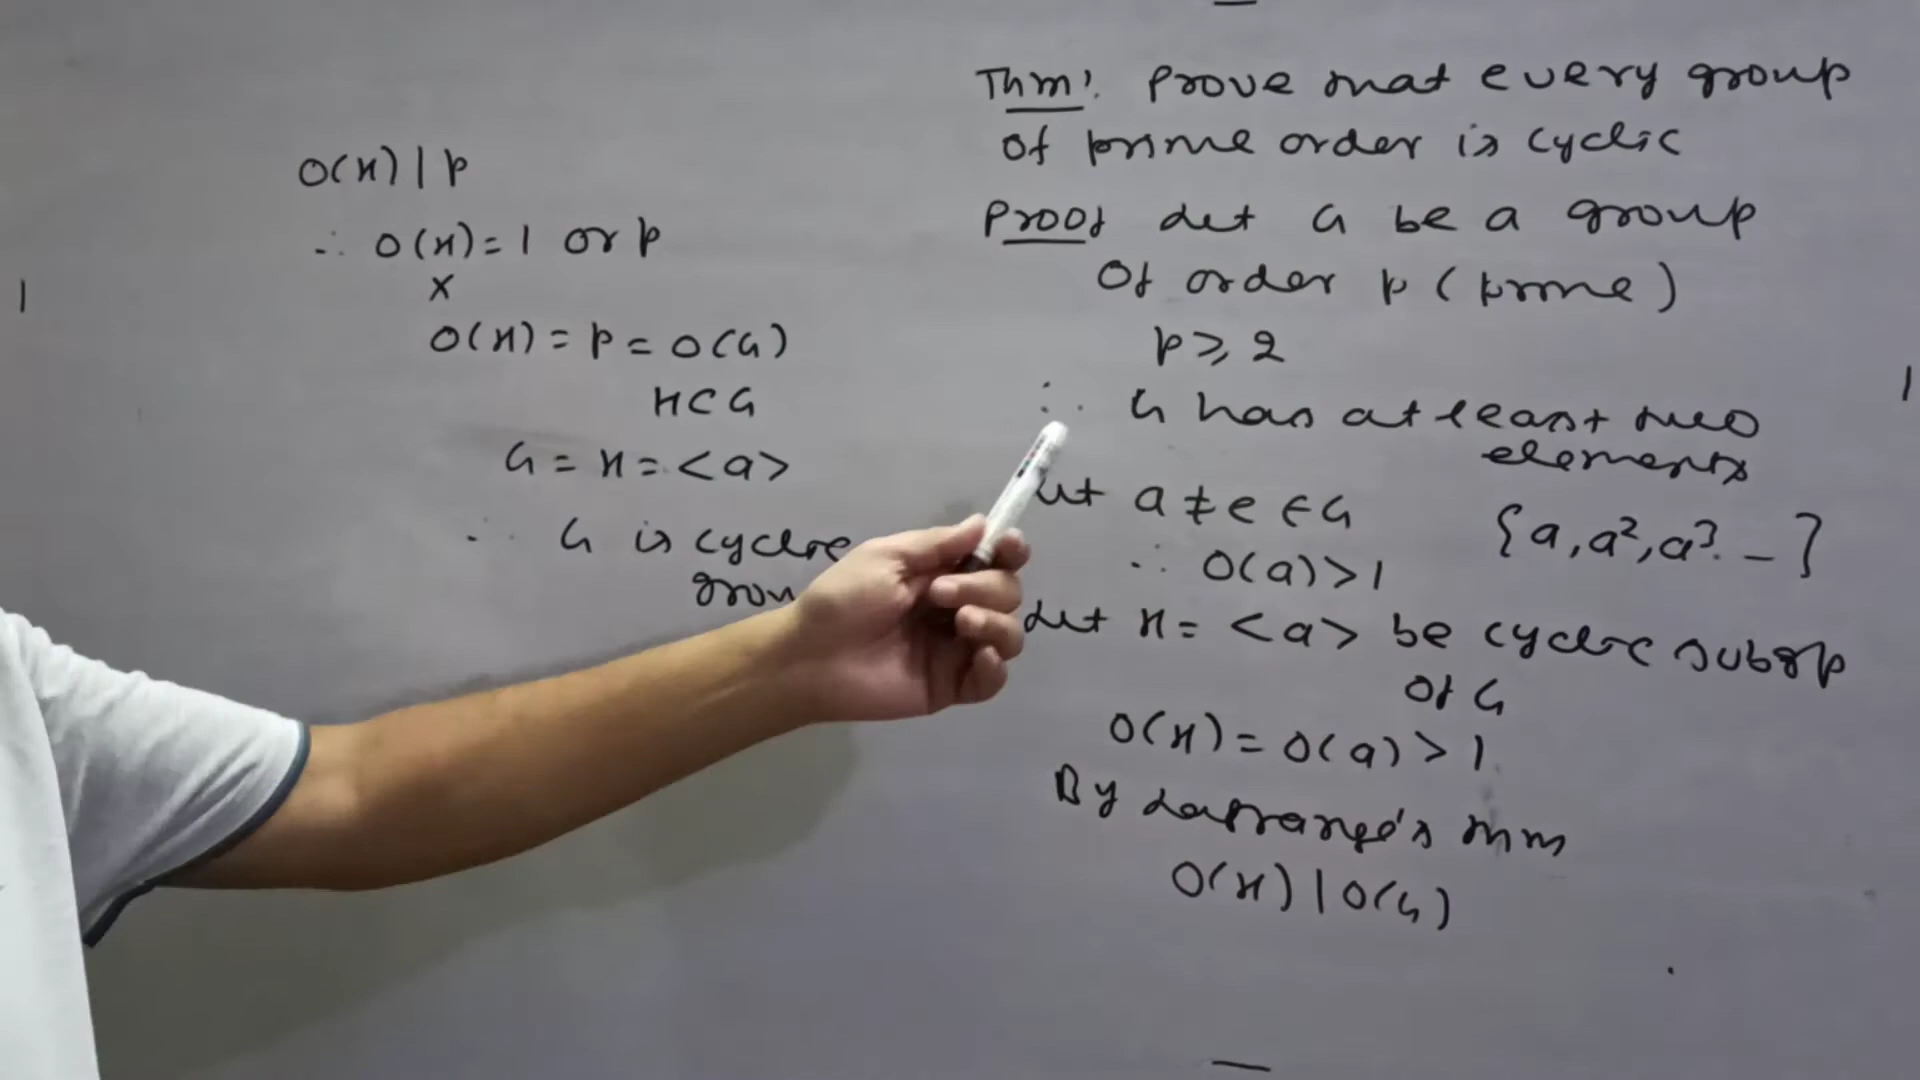 Thm: Prove that every group
of prime order is cyclic
Proof Let G be a group
of order p (prime)
p ⩾ 2
∴ G has at least two
elements
Let a ≠ e ∈ G
{a, a², a³. _ }
∴ O(a) > 1
Let H = <a> be cyclic subgp
of G
O(H) = O(a) > 1
By Lagrange's thm
O(H) | O(G)
O(H) | p
∴ O(H) = 1 or p
x
O(H) = p = O(G)
H ⊂ G
G = H = <a>
∴ G is cyclic
grou